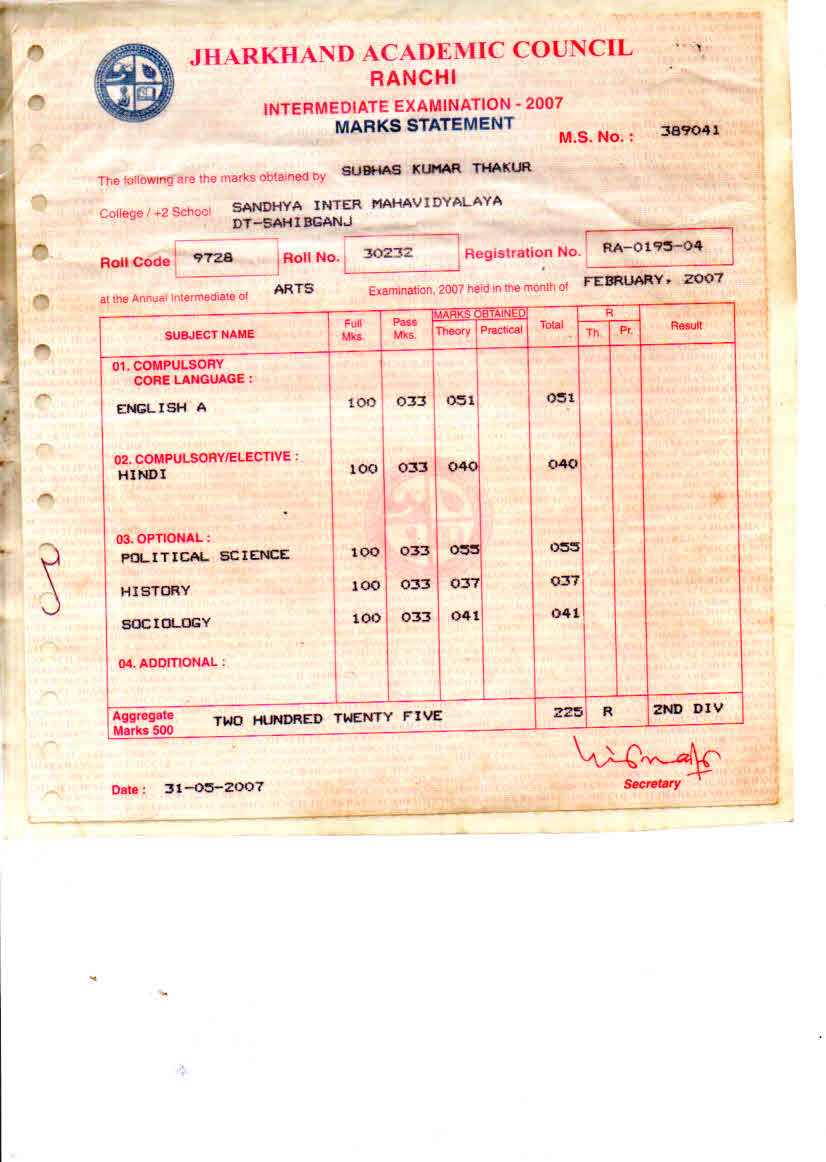 JHARKHAND ACADEMIC COUNCIL
RANCHI
INTERMEDIATE EXAMINATION - 2007
MARKS STATEMENT
M.S. No. : 389041
The following are the marks obtained by SUBHAS KUMAR THAKUR
College / +2 School SANDHYA INTER MAHAVIDYALAYA
DT-SAHIBGANJ
Roll Code 9728 Roll No. 30232 Registration No. RA-0195-04
at the Annual Intermediate of ARTS Examination, 2007 held in the month of FEBRUARY, 2007
SUBJECT NAME Full Mks. Pass Mks. MARKS OBTAINED Theory Practical Total R Th. Pr. Result
01. COMPULSORY
CORE LANGUAGE :
ENGLISH A 100 033 051 051
02. COMPULSORY/ELECTIVE :
HINDI 100 033 040 040
03. OPTIONAL :
POLITICAL SCIENCE 100 033 055 055
HISTORY 100 033 037 037
SOCIOLOGY 100 033 041 041
04. ADDITIONAL :
Aggregate
Marks 500 TWO HUNDRED TWENTY FIVE 225 R 2ND DIV
Date : 31-05-2007
Secretary